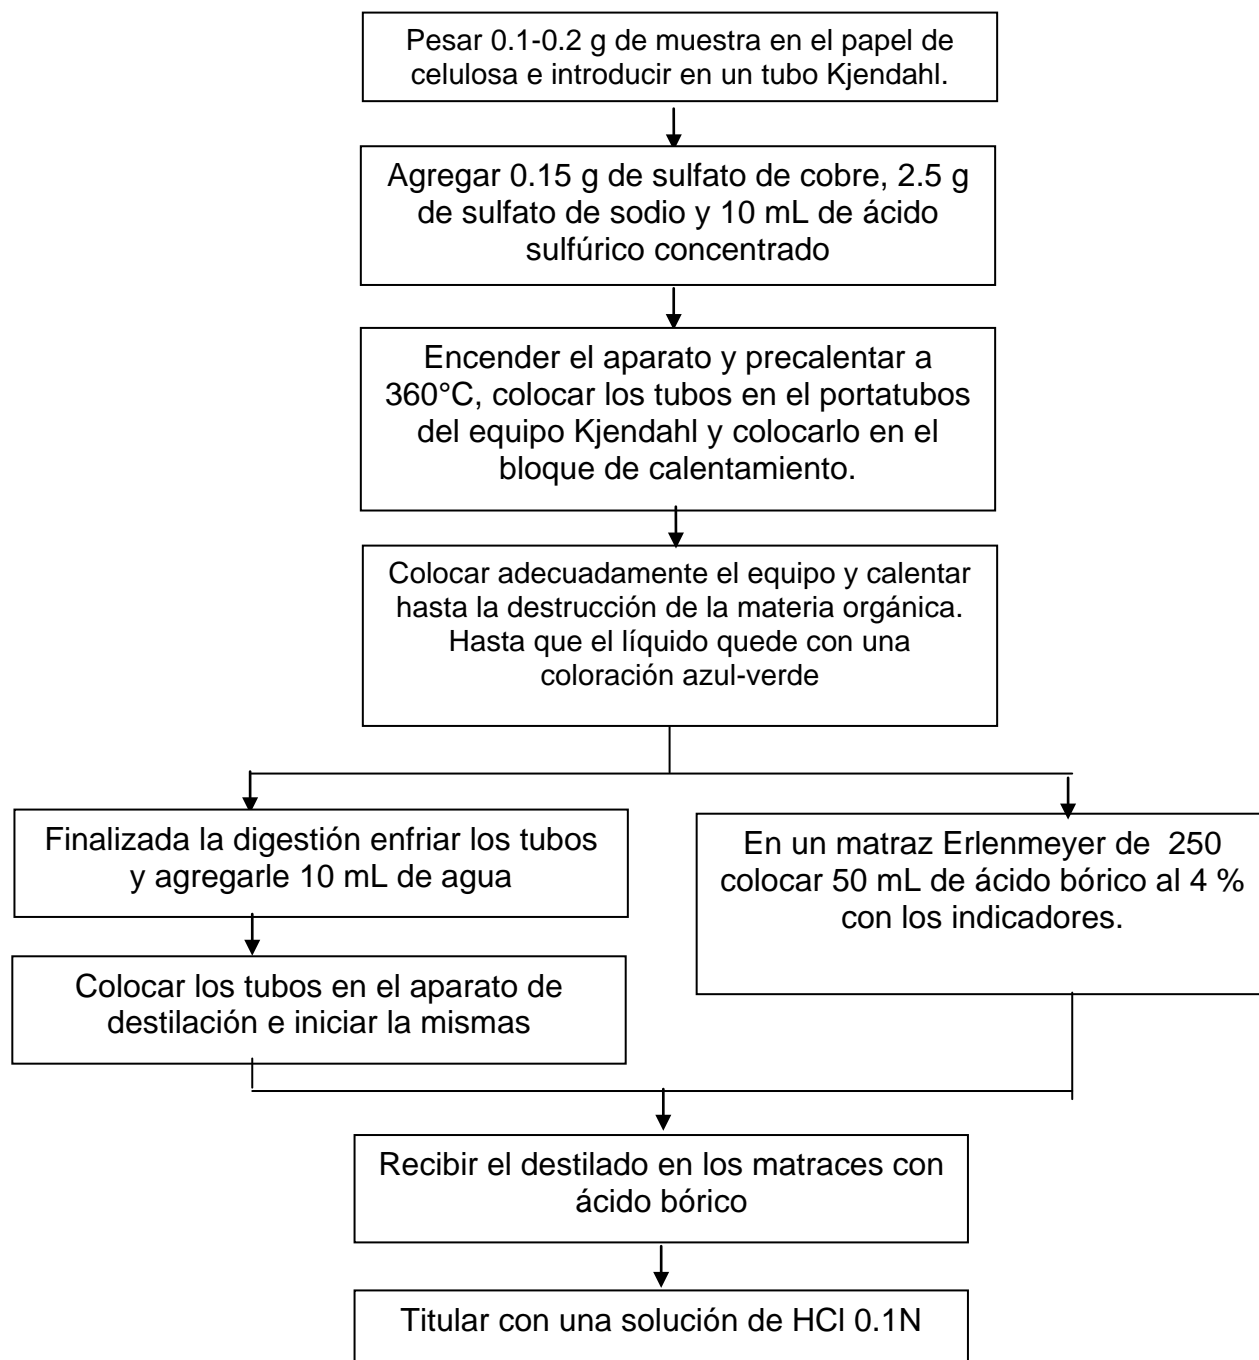 Pesar 0.1-0.2 g de muestra en el papel de
celulosa e introducir en un tubo Kjendahl.
Agregar 0.15 g de sulfato de cobre, 2.5 g
de sulfato de sodio y 10 mL de ácido
sulfúrico concentrado
Encender el aparato y precalentar a
360°C, colocar los tubos en el portatubos
del equipo Kjendahl y colocarlo en el
bloque de calentamiento.
Colocar adecuadamente el equipo y calentar
hasta la destrucción de la materia orgánica.
Hasta que el líquido quede con una
coloración azul-verde
Finalizada la digestión enfriar los tubos
y agregarle 10 mL de agua
Colocar los tubos en el aparato de
destilación e iniciar la mismas
En un matraz Erlenmeyer de 250
colocar 50 mL de ácido bórico al 4 %
con los indicadores.
Recibir el destilado en los matraces con
ácido bórico
Titular con una solución de HCl 0.1N